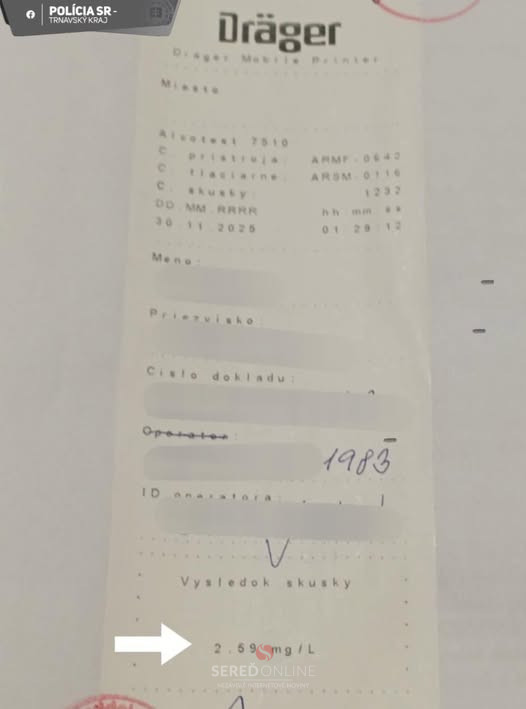 POLÍCIA SR -
TRNAVSKÝ KRAJ
Dräger
Dräger Mobile Printer
Miesto
Alcotest 7510
C. pristroja: ARMF-0642
C. tlaciarne: ARSM-0116
C. skusky: 1232
DD.MM.RRRR hh:mm:ss
30.11.2025 01:29:12
Meno:
Priezvisko:
Cislo dokladu:
Operator:
1983
ID operatora:
V
Vysledok skusky
2.59 mg/L
SEREĎONLINE